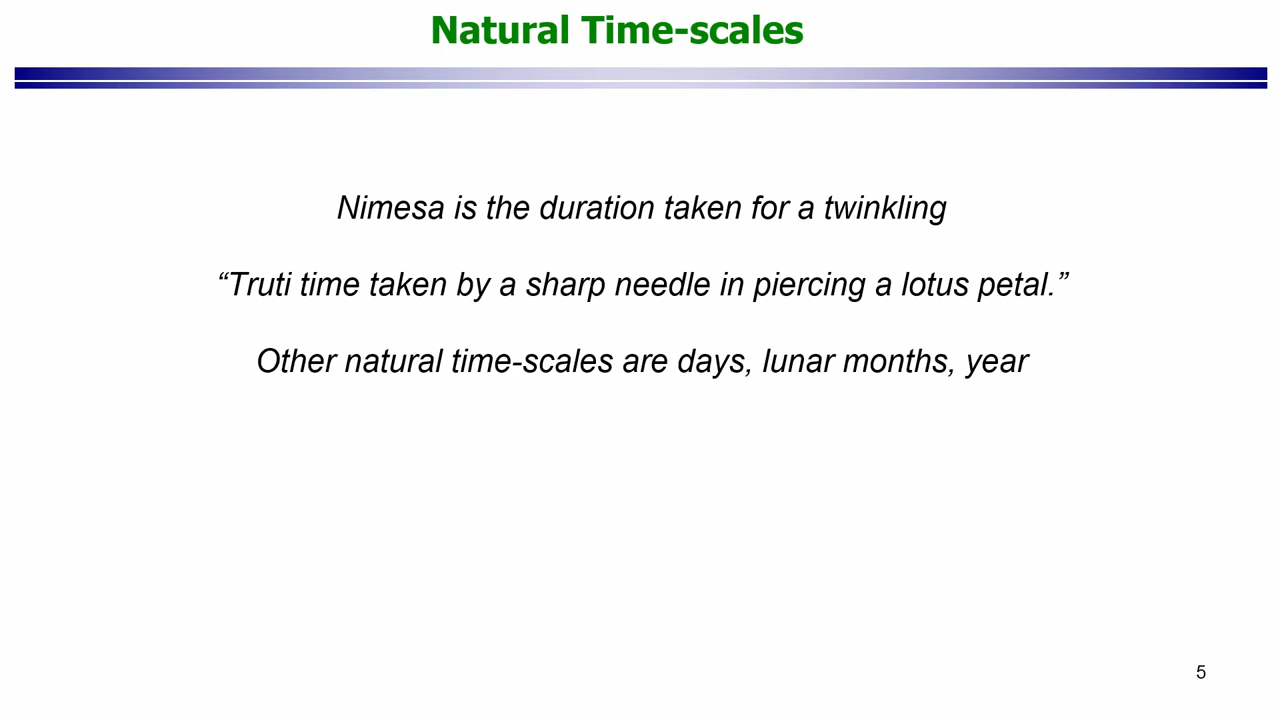 Natural Time-scales
Nimesa is the duration taken for a twinkling
“Truti time taken by a sharp needle in piercing a lotus petal.”
Other natural time-scales are days, lunar months, year
5